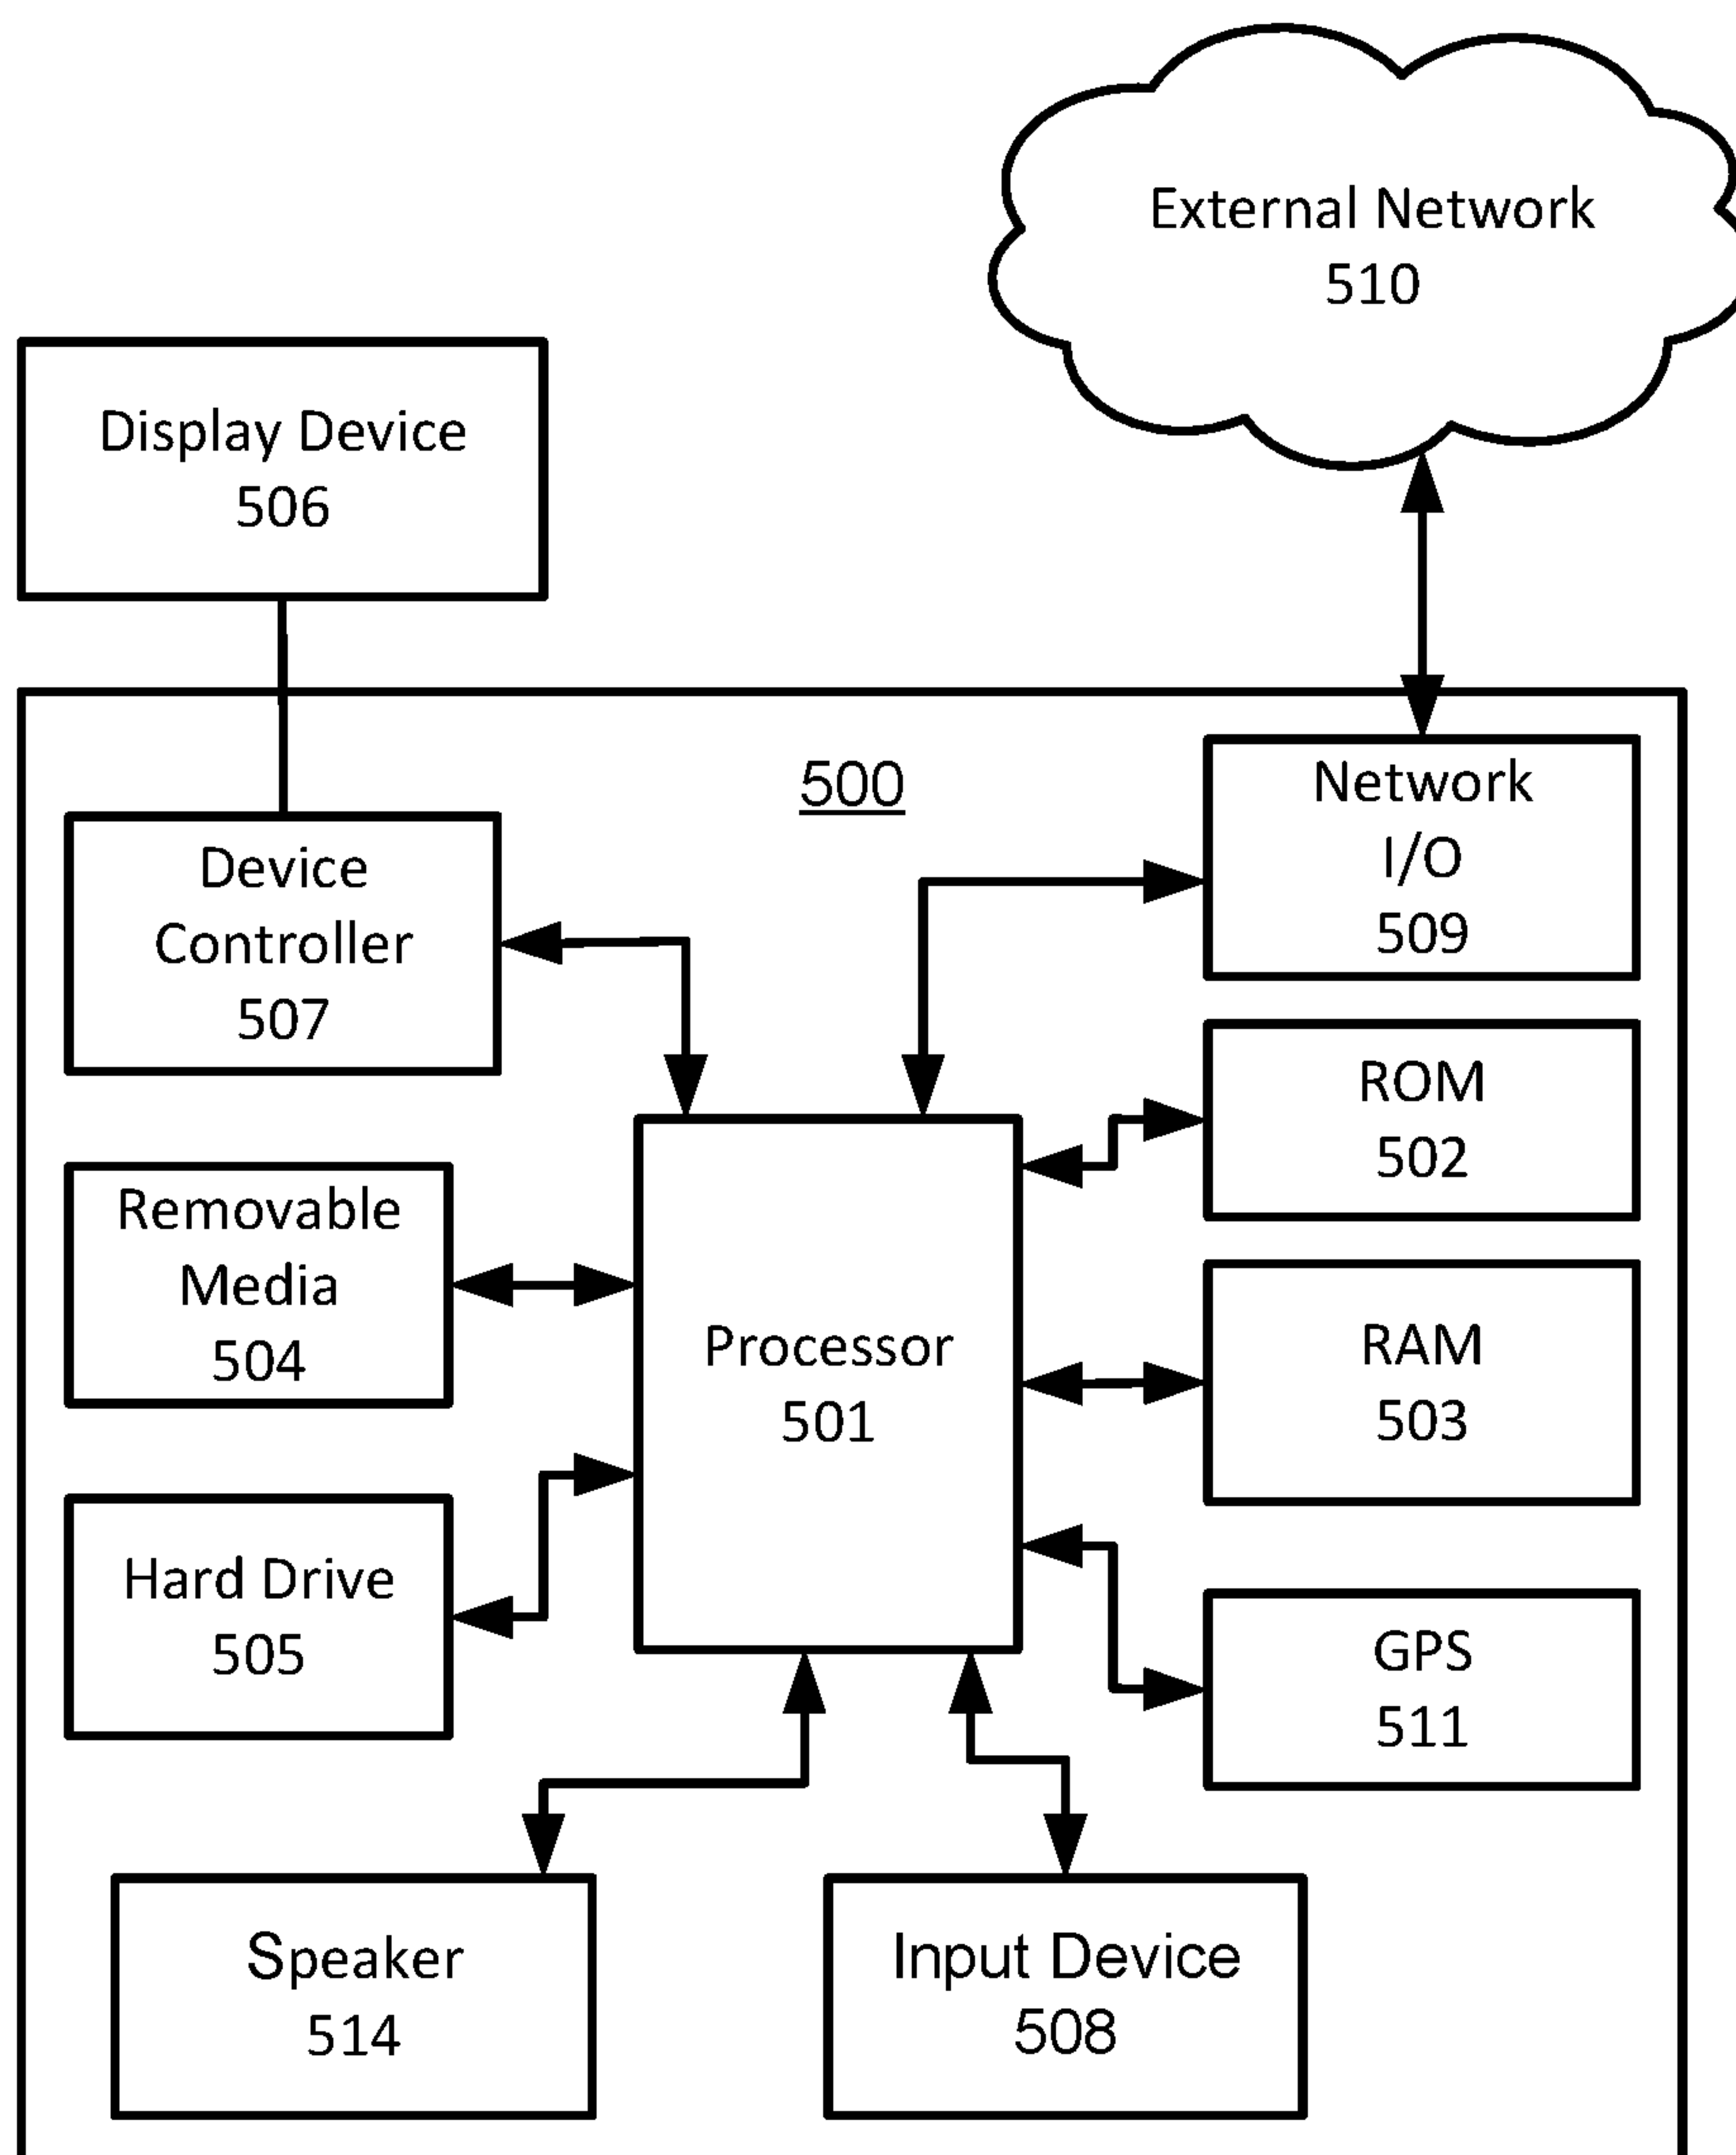 External Network
510
Display Device
506
500
Network
I/O
509
Device
Controller
507
ROM
502
Removable
Media
504
Processor
501
RAM
503
Hard Drive
505
GPS
511
Speaker
514
Input Device
508